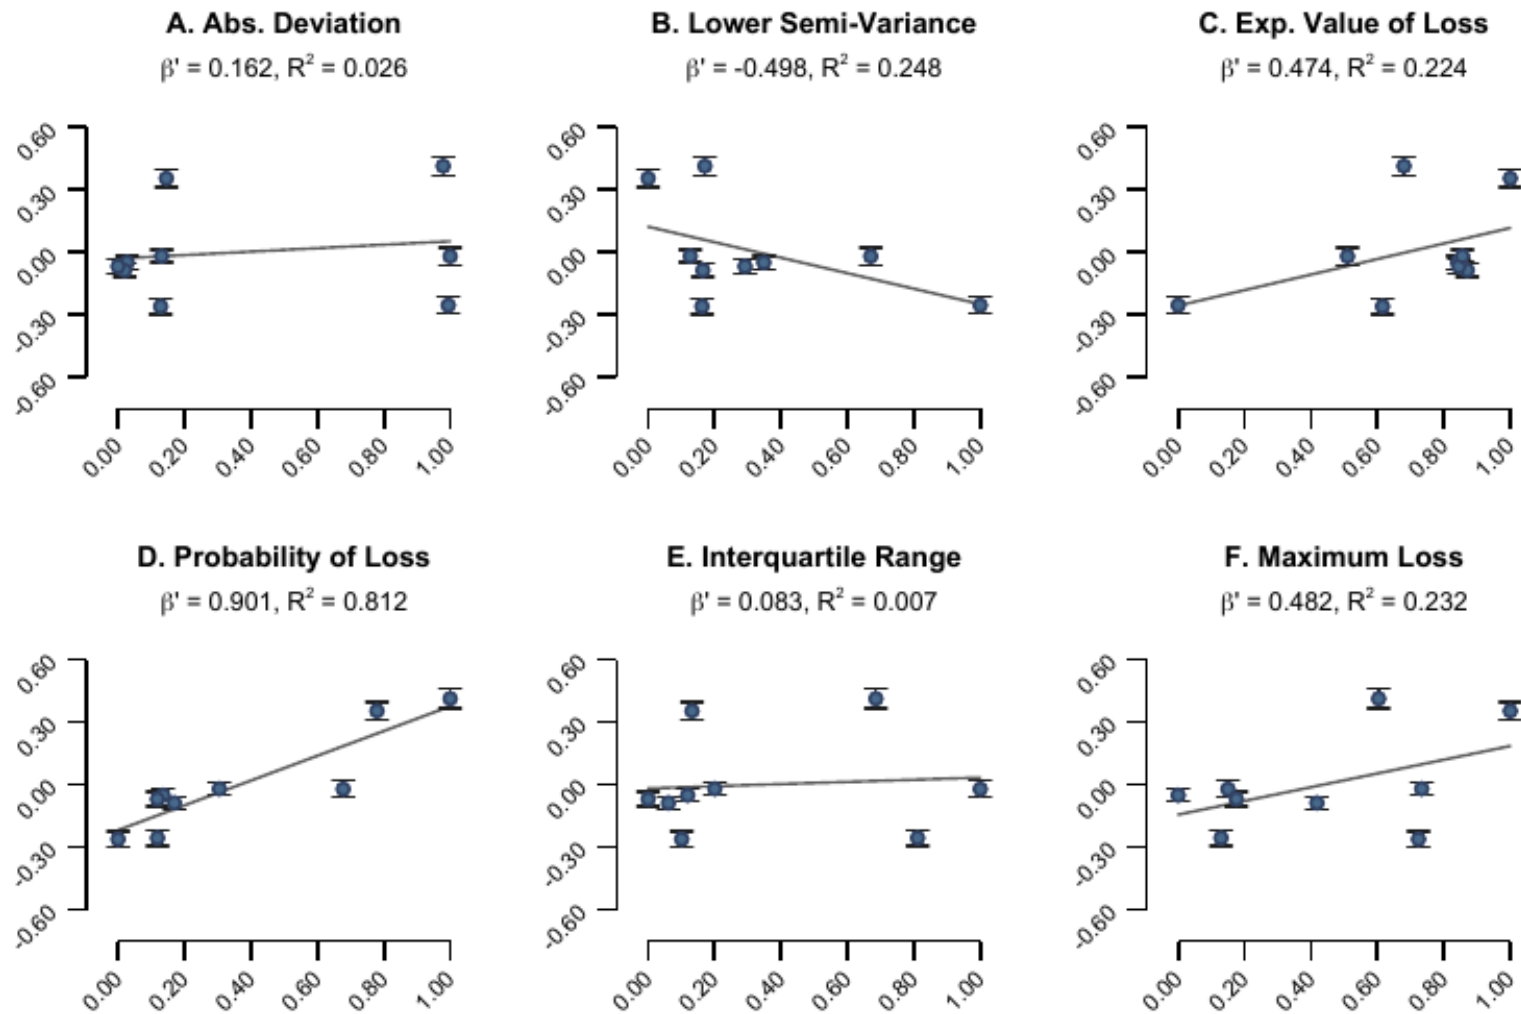 A. Abs. Deviation
β' = 0.162, R² = 0.026
0.60
0.30
0.00
-0.30
-0.60
0.00 0.20 0.40 0.60 0.80 1.00
B. Lower Semi-Variance
β' = -0.498, R² = 0.248
0.60
0.30
0.00
-0.30
-0.60
0.00 0.20 0.40 0.60 0.80 1.00
C. Exp. Value of Loss
β' = 0.474, R² = 0.224
0.60
0.30
0.00
-0.30
-0.60
0.00 0.20 0.40 0.60 0.80 1.00
D. Probability of Loss
β' = 0.901, R² = 0.812
0.60
0.30
0.00
-0.30
-0.60
0.00 0.20 0.40 0.60 0.80 1.00
E. Interquartile Range
β' = 0.083, R² = 0.007
0.60
0.30
0.00
-0.30
-0.60
0.00 0.20 0.40 0.60 0.80 1.00
F. Maximum Loss
β' = 0.482, R² = 0.232
0.60
0.30
0.00
-0.30
-0.60
0.00 0.20 0.40 0.60 0.80 1.00